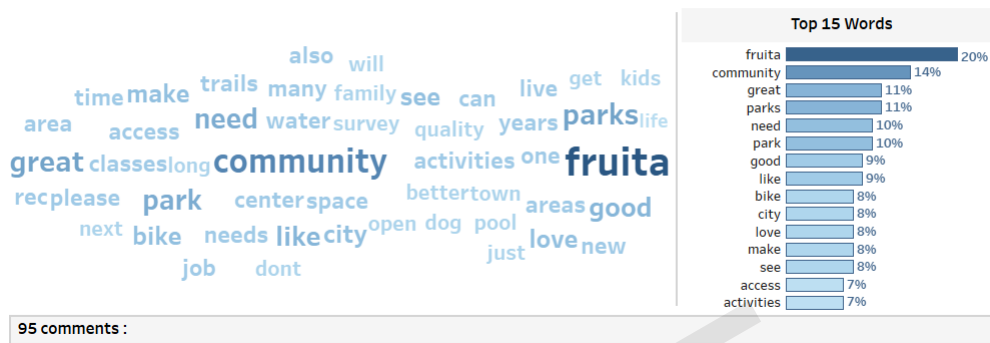 also will
time make trails many family see can live get kids
area access need water survey quality years parks life
great classes long community activities one fruita
rec please park center space better town areas good
next bike needs like city open dog pool love new
job dont just
Top 15 Words
fruita 20%
community 14%
great 11%
parks 11%
need 10%
park 10%
good 9%
like 9%
bike 8%
city 8%
love 8%
make 8%
see 8%
access 7%
activities 7%
95 comments :